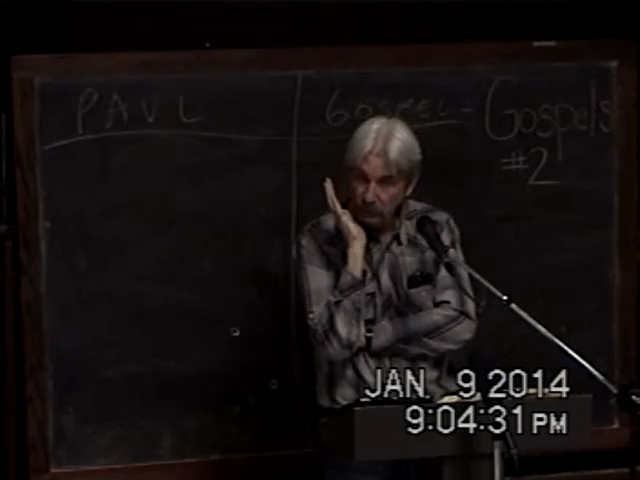 PAUL
GOSPEL-
Gospels
#2
JAN. 9 2014
9:04:31 PM